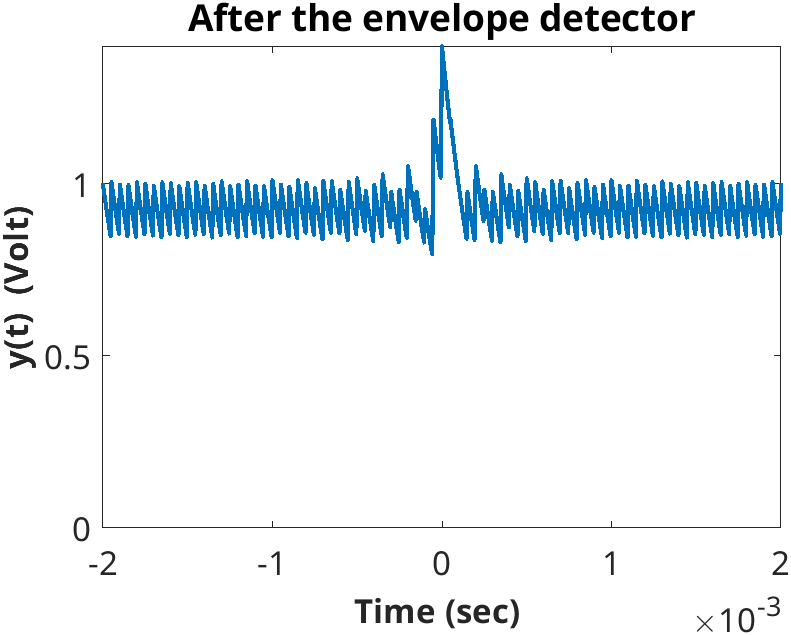 After the envelope detector
y(t) (Volt)
1
0.5
0
-2 -1 0 1 2
Time (sec)
×10^-3